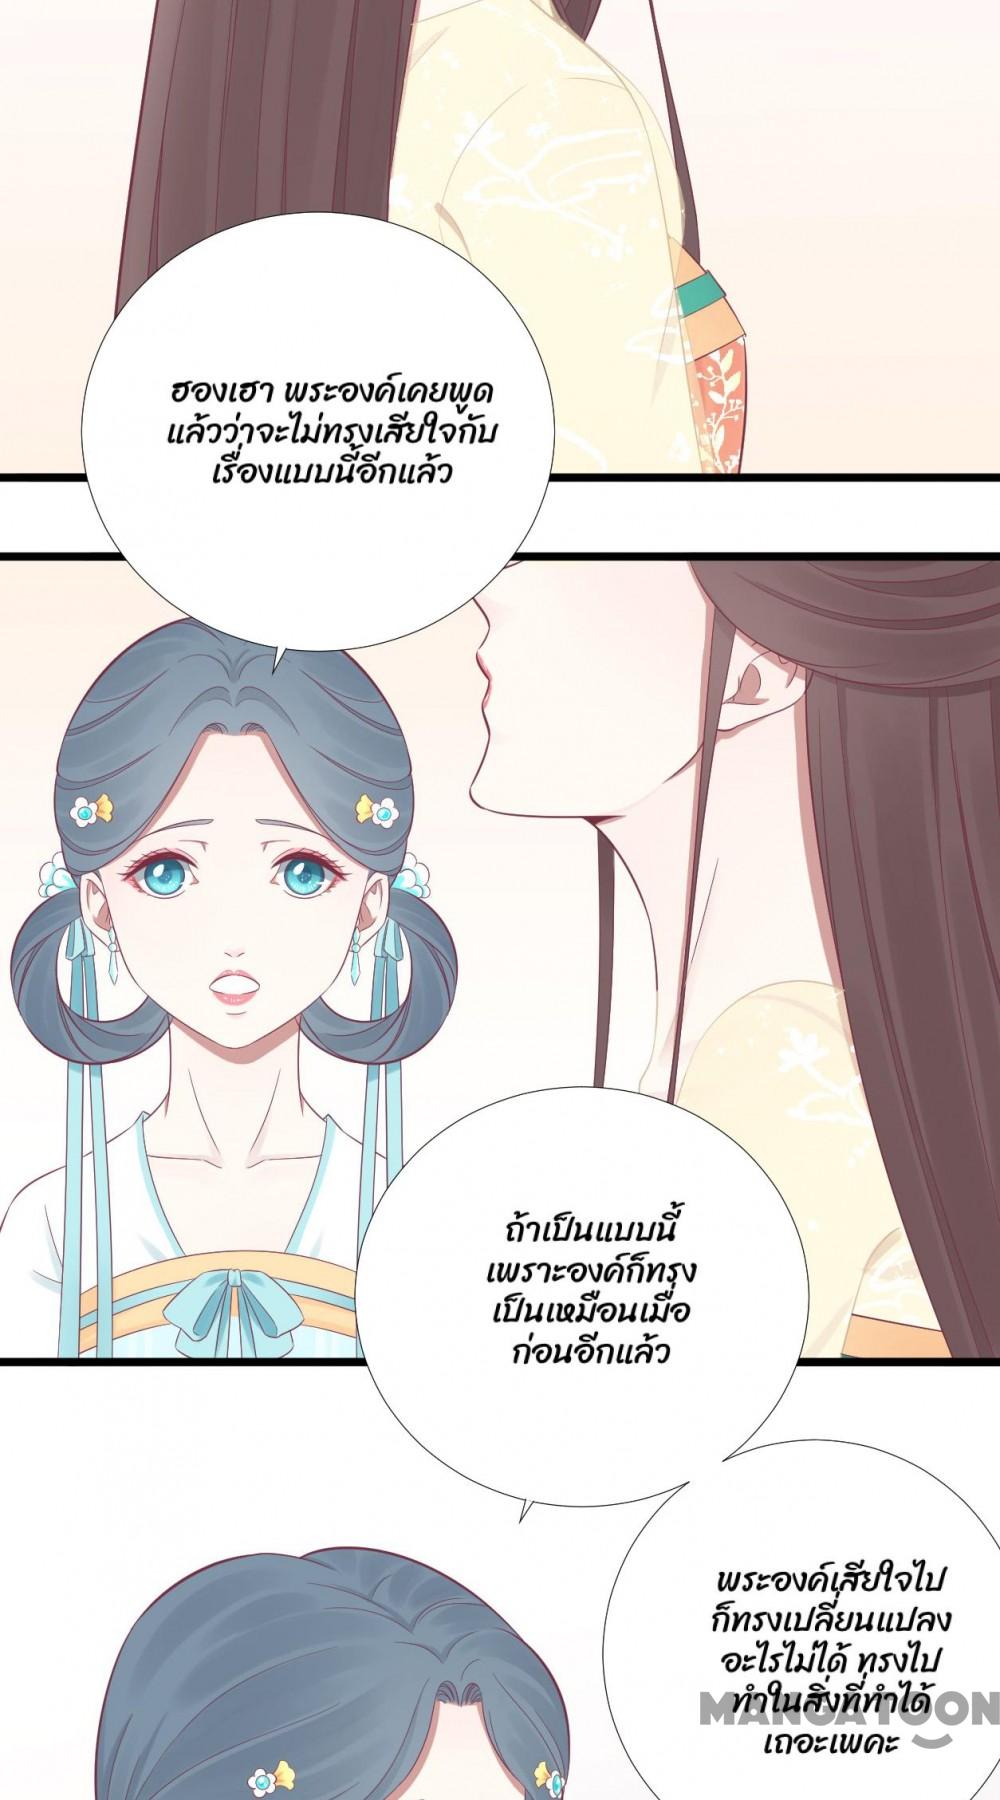 ฮองเฮา พระองค์เคยพูด
แล้วว่าจะไม่ทรงเสียใจกับ
เรื่องแบบนี้อีกแล้ว
ถ้าเป็นแบบนี้
เพราะองค์ก็ทรง
เป็นเหมือนเมื่อ
ก่อนอีกแล้ว
พระองค์เสียใจไป
ก็ทรงเปลี่ยนแปลง
อะไรไม่ได้ ทรงไป
ทำในสิ่งที่ทำได้
เถอะเพคะ
MANGATOON